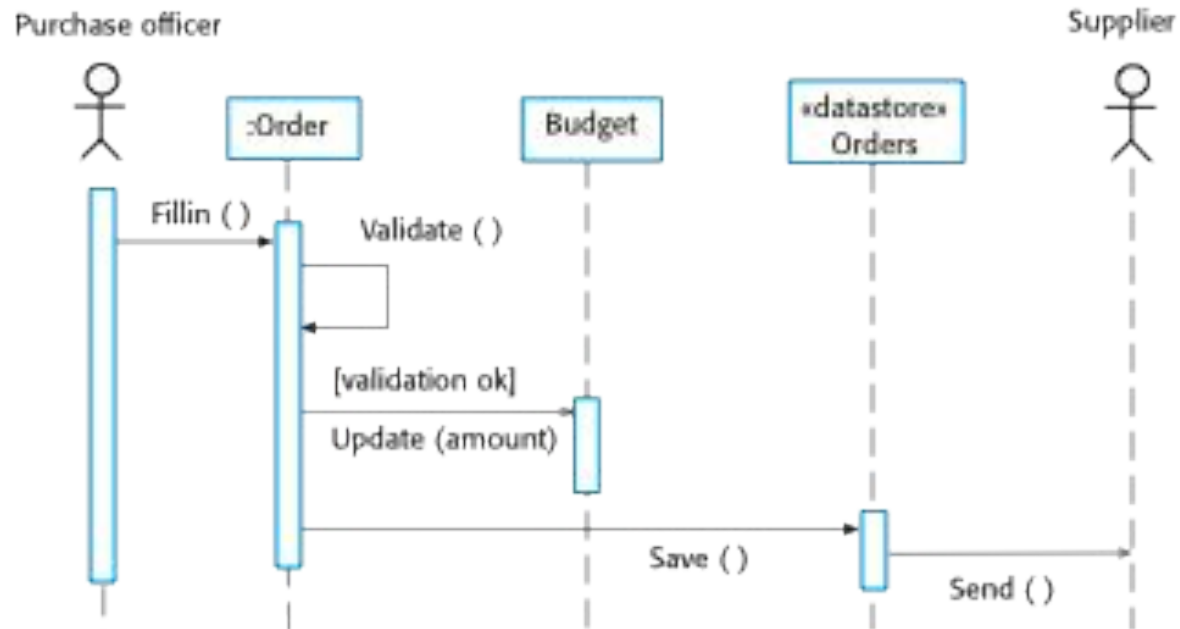 Purchase officer
Supplier
:Order
Budget
«datastore»
Orders
Fillin ( )
Validate ( )
[validation ok]
Update (amount)
Save ( )
Send ( )